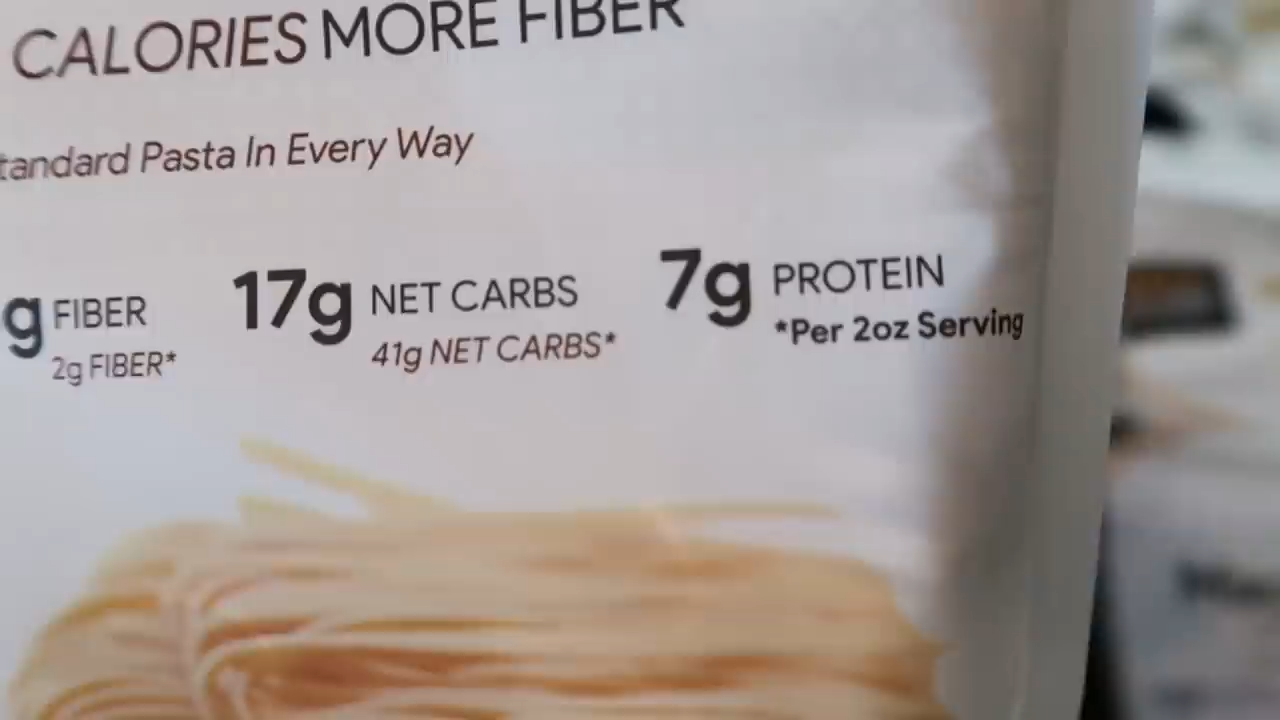 CALORIES MORE FIBER
tandard Pasta In Every Way
g FIBER 17g NET CARBS 7g PROTEIN
2g FIBER* 41g NET CARBS* *Per 2oz Serving